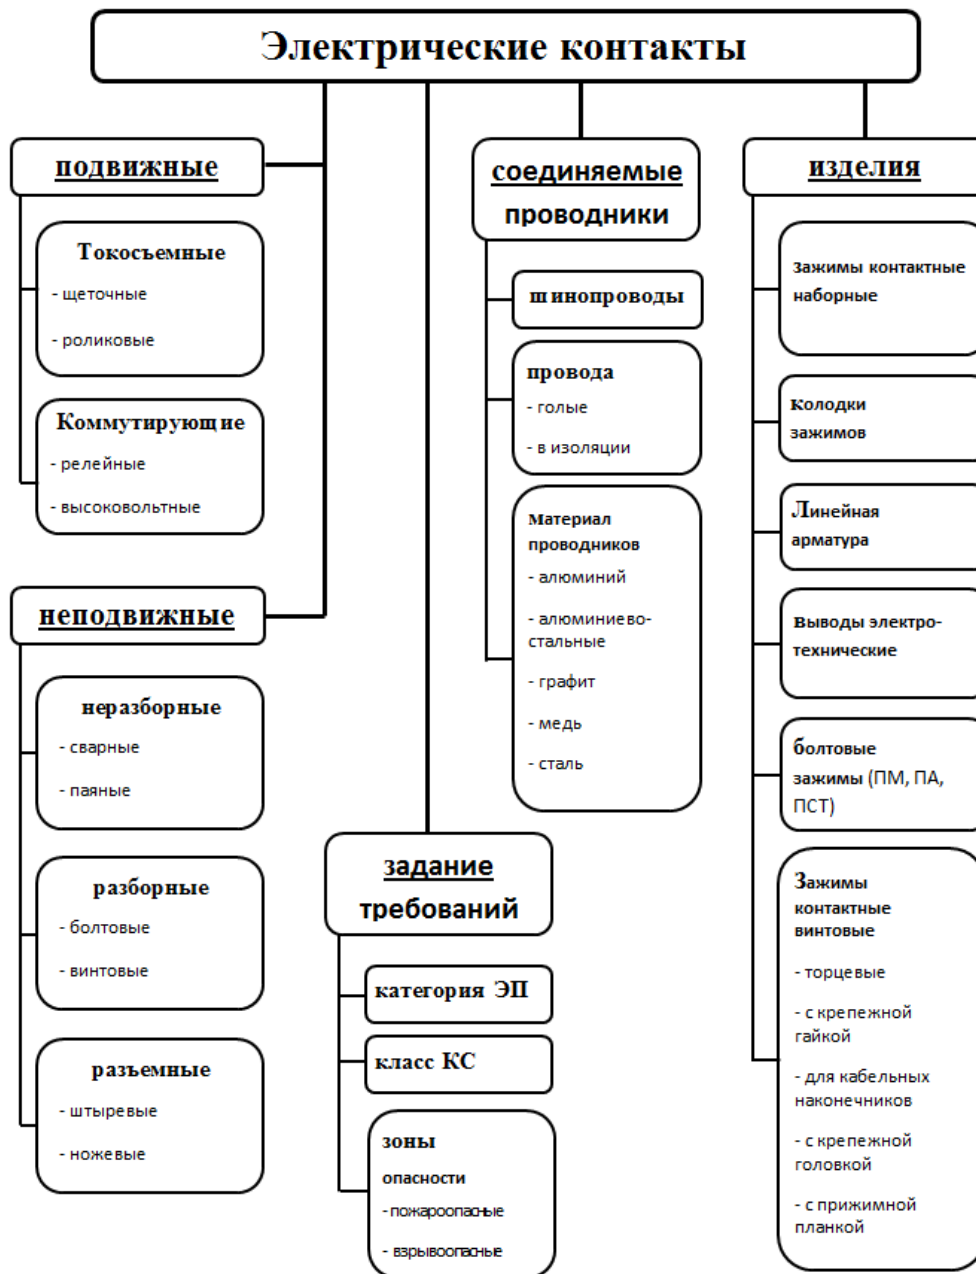 Электрические контакты
подвижные
Токосъемные
- щеточные
- роликовые
Коммутирующие
- релейные
- высоковольтные
неподвижные
неразборные
- сварные
- паяные
разборные
- болтовые
- винтовые
разъемные
- штыревые
- ножевые
задание
требований
категория ЭП
класс КС
зоны
опасности
- пожароопасные
- взрывоопасные
соединяемые
проводники
шинопроводы
провода
- голые
- в изоляции
материал
проводников
- алюминий
- алюминиево-
стальные
- графит
- медь
- сталь
изделия
зажимы контактные
наборные
колодки
зажимов
Линейная
арматура
выводы электро-
технические
болтовые
зажимы (ПМ, ПА,
ПСТ)
Зажимы
контактные
винтовые
- торцевые
- с крепежной
гайкой
- для кабельных
наконечников
- с крепежной
головкой
- с прижимной
планкой